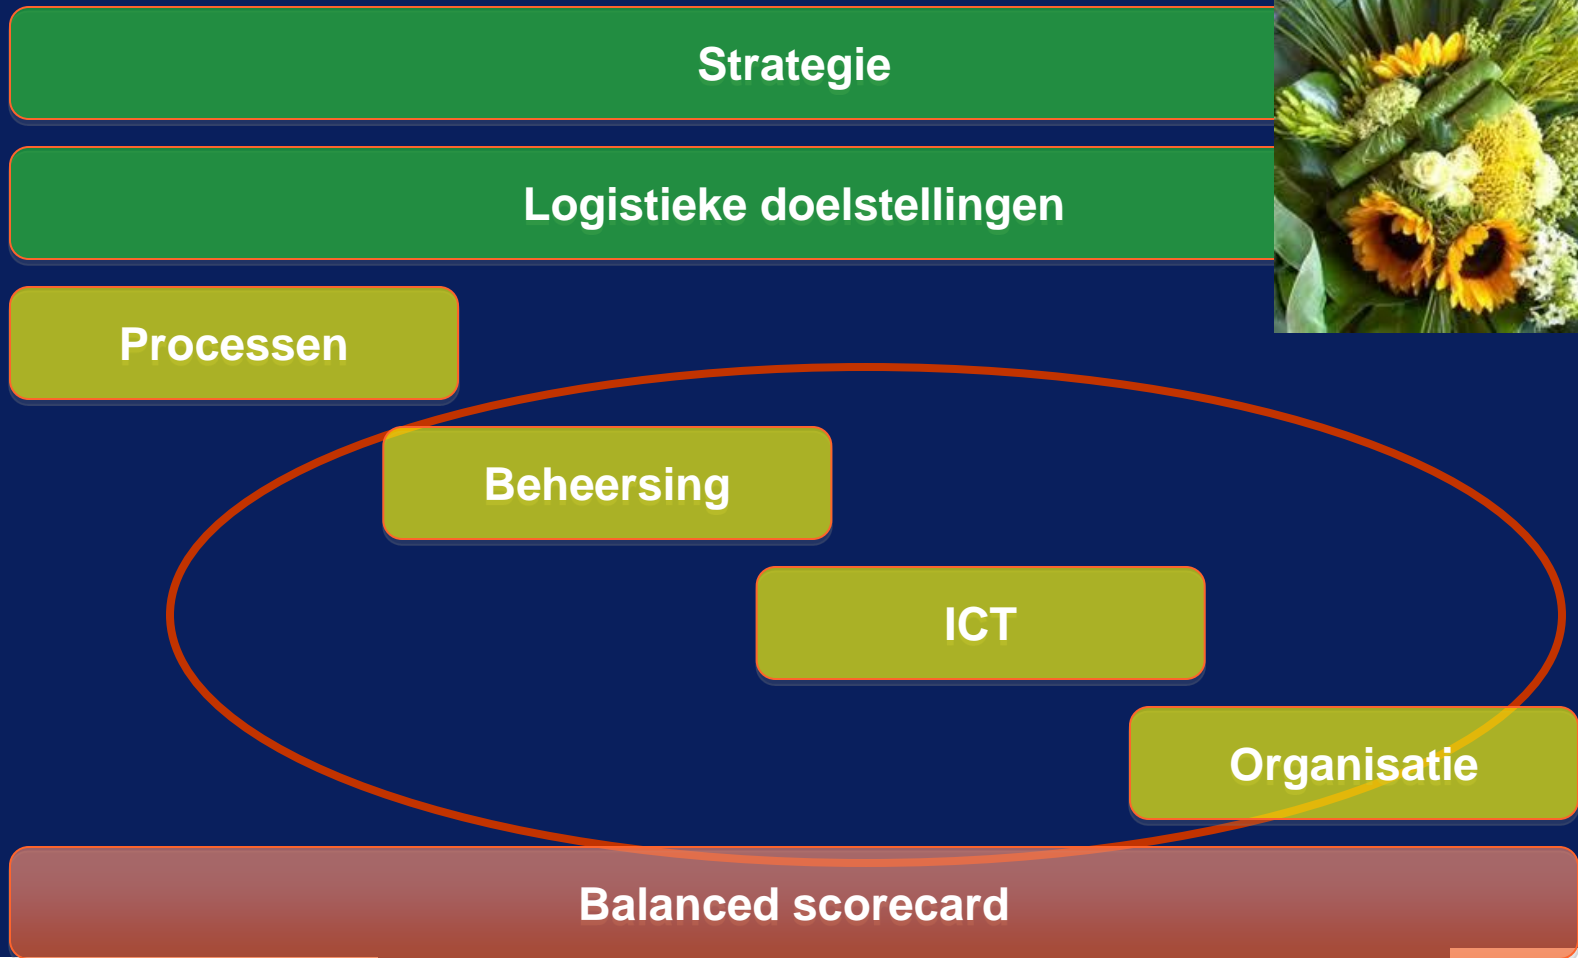 Strategie
Logistieke doelstellingen
Processen
Beheersing
ICT
Organisatie
Balanced scorecard